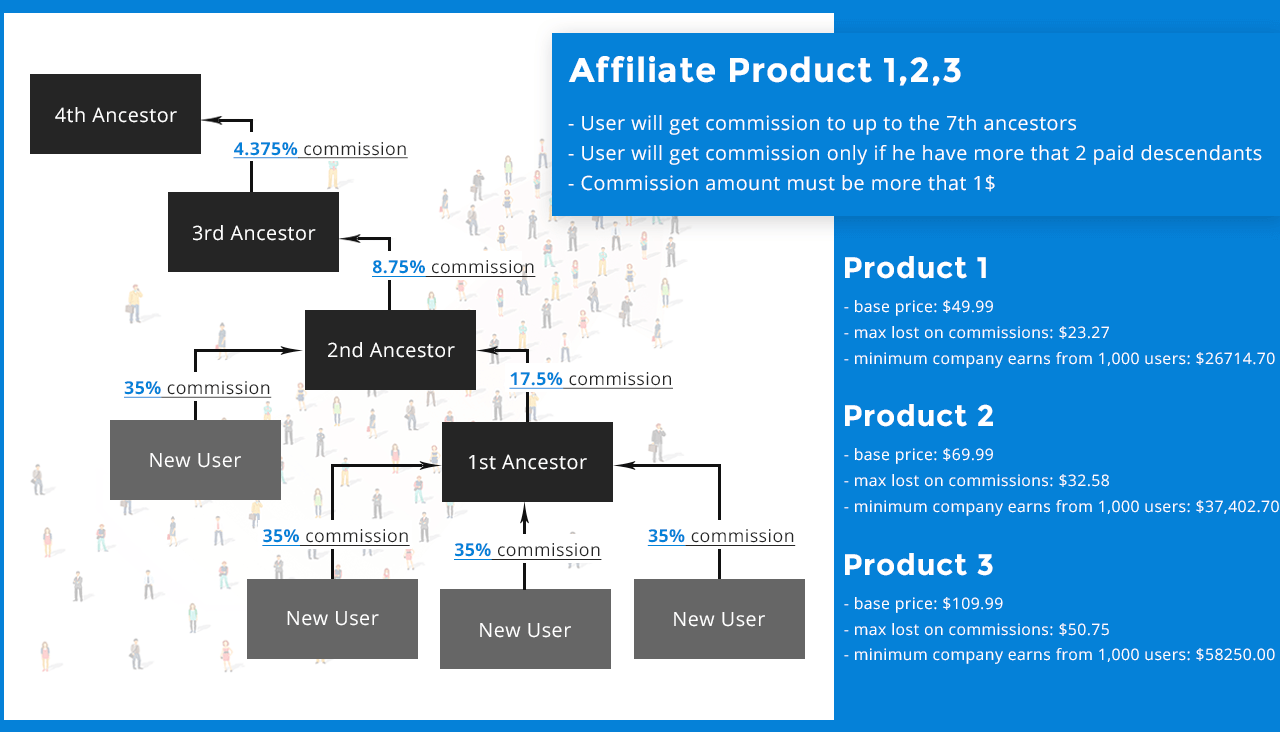 Affiliate Product 1,2,3
- User will get commission to up to the 7th ancestors
- User will get commission only if he have more that 2 paid descendants
- Commission amount must be more that 1$
4th Ancestor
4.375% commission
3rd Ancestor
8.75% commission
2nd Ancestor
35% commission
17.5% commission
New User
1st Ancestor
35% commission
35% commission
35% commission
New User
New User
New User
Product 1
- base price: $49.99
- max lost on commissions: $23.27
- minimum company earns from 1,000 users: $26714.70
Product 2
- base price: $69.99
- max lost on commissions: $32.58
- minimum company earns from 1,000 users: $37,402.70
Product 3
- base price: $109.99
- max lost on commissions: $50.75
- minimum company earns from 1,000 users: $58250.00